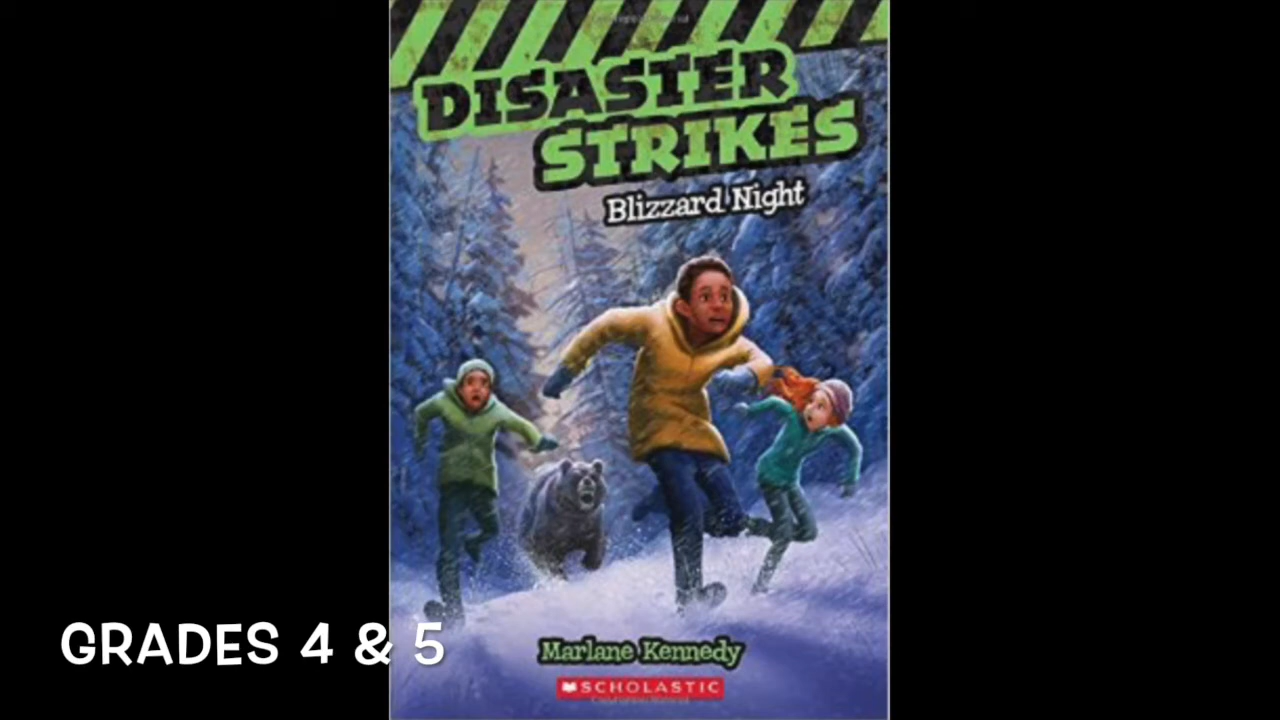 DISASTER
STRIKES
Blizzard Night
GRADES 4 & 5
Marlane Kennedy
SCHOLASTIC